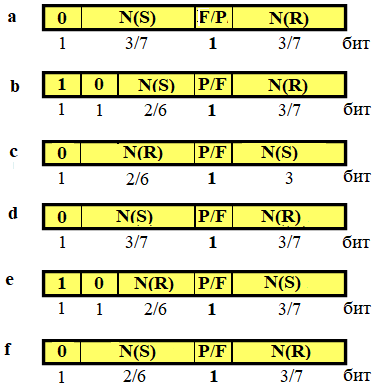 a 0 N(S) F/P N(R)
1 3/7 1 3/7 бит
b 1 0 N(S) P/F N(R)
1 1 2/6 1 3/7 бит
c 0 N(R) P/F N(S)
1 2/6 1 3 бит
d 0 N(S) P/F N(R)
1 3/7 1 3/7 бит
e 1 0 N(R) P/F N(S)
1 1 2/6 1 3/7 бит
f 0 N(S) P/F N(R)
1 2/6 1 3/7 бит